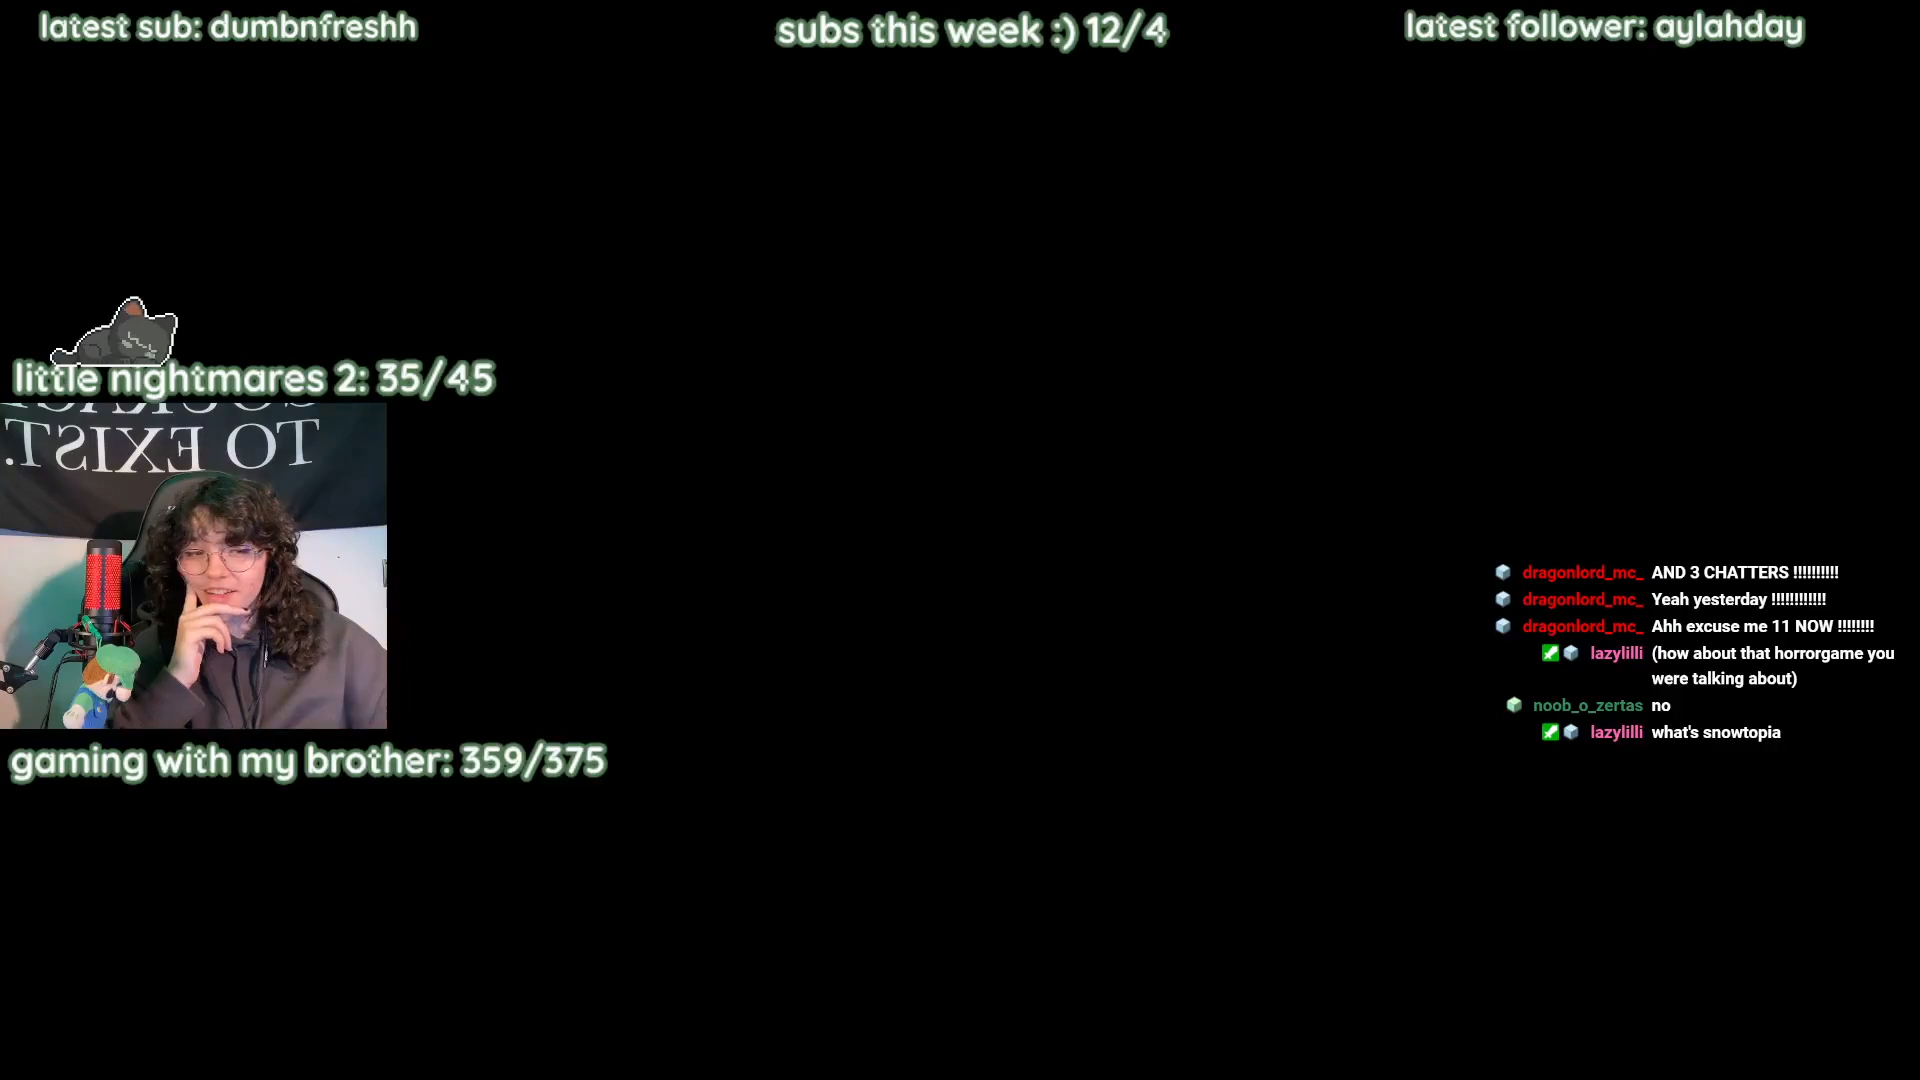 latest sub: dumbnfreshh
subs this week :) 12/4
latest follower: aylahday
little nightmares 2: 35/45
TO EXIST.
dragonlord_mc_ AND 3 CHATTERS !!!!!!!!!!
dragonlord_mc_ Yeah yesterday !!!!!!!!!!!!
dragonlord_mc_ Ahh excuse me 11 NOW !!!!!!!!
lazylilli (how about that horrorgame you
were talking about)
noob_o_zertas no
lazylilli what's snowtopia
gaming with my brother: 359/375